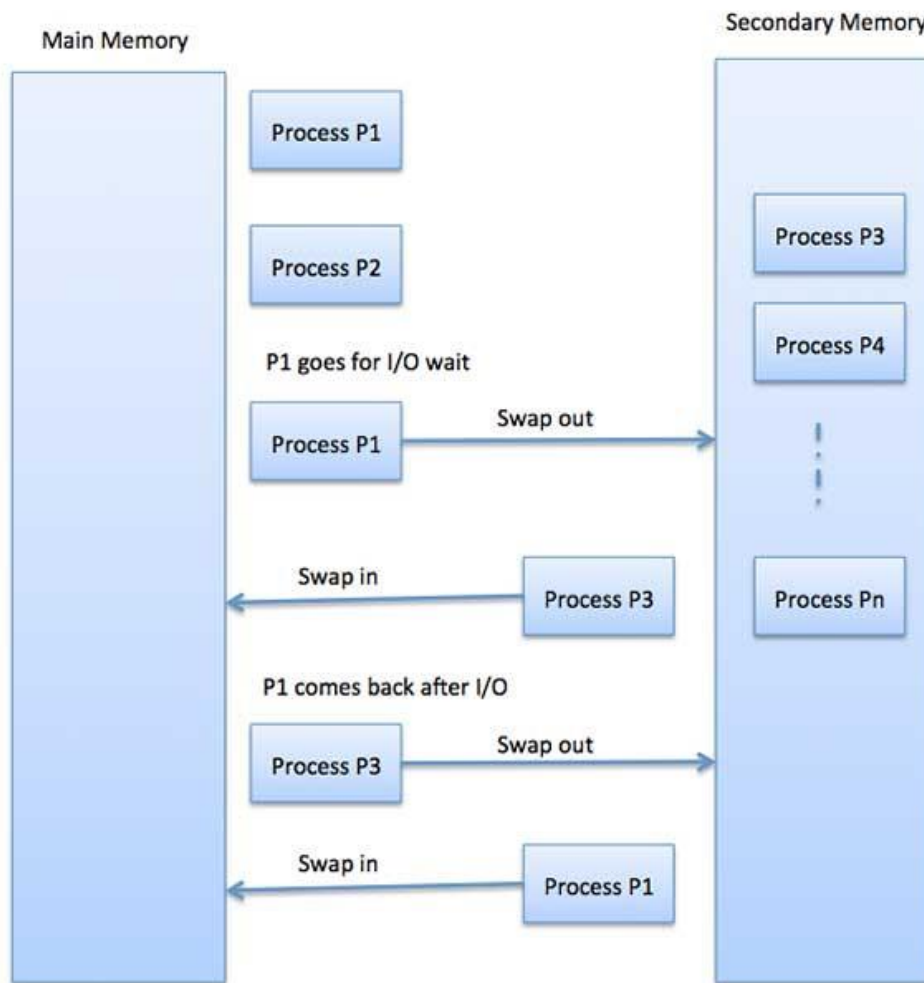 Main Memory
Secondary Memory
Process P1
Process P2
Process P3
Process P4
P1 goes for I/O wait
Process P1
Swap out
Swap in
Process P3
Process Pn
P1 comes back after I/O
Process P3
Swap out
Swap in
Process P1